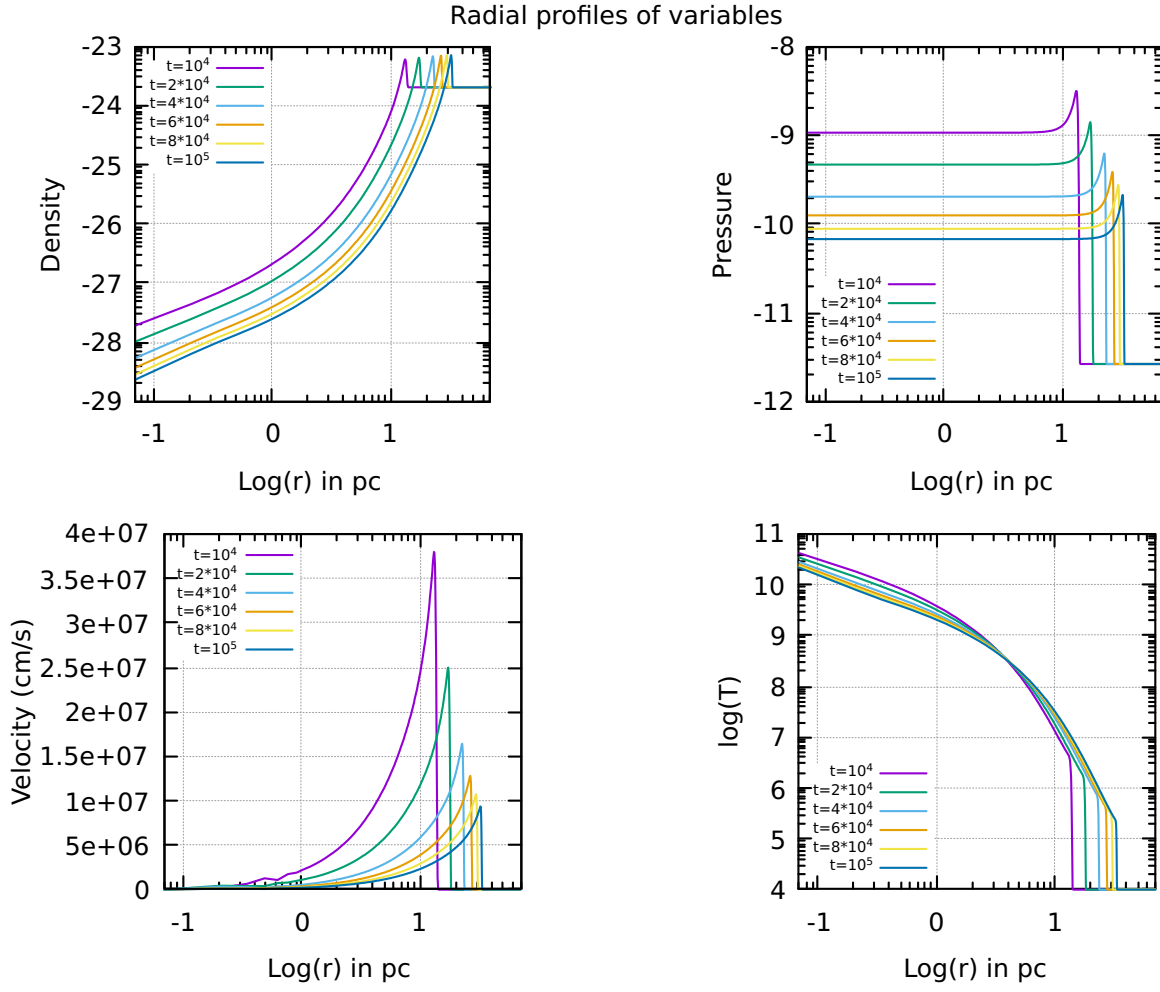 Radial profiles of variables
-23
-24
-25
-26
-27
-28
-29
Density
t=10⁴
t=2*10⁴
t=4*10⁴
t=6*10⁴
t=8*10⁴
t=10⁵
-1 0 1
Log(r) in pc
-8
-9
-10
-11
-12
Pressure
t=10⁴
t=2*10⁴
t=4*10⁴
t=6*10⁴
t=8*10⁴
t=10⁵
-1 0 1
Log(r) in pc
4e+07
3.5e+07
3e+07
2.5e+07
2e+07
1.5e+07
1e+07
5e+06
0
Velocity (cm/s)
t=10⁴
t=2*10⁴
t=4*10⁴
t=6*10⁴
t=8*10⁴
t=10⁵
-1 0 1
Log(r) in pc
11
10
9
8
7
6
5
4
log(T)
t=10⁴
t=2*10⁴
t=4*10⁴
t=6*10⁴
t=8*10⁴
t=10⁵
-1 0 1
Log(r) in pc